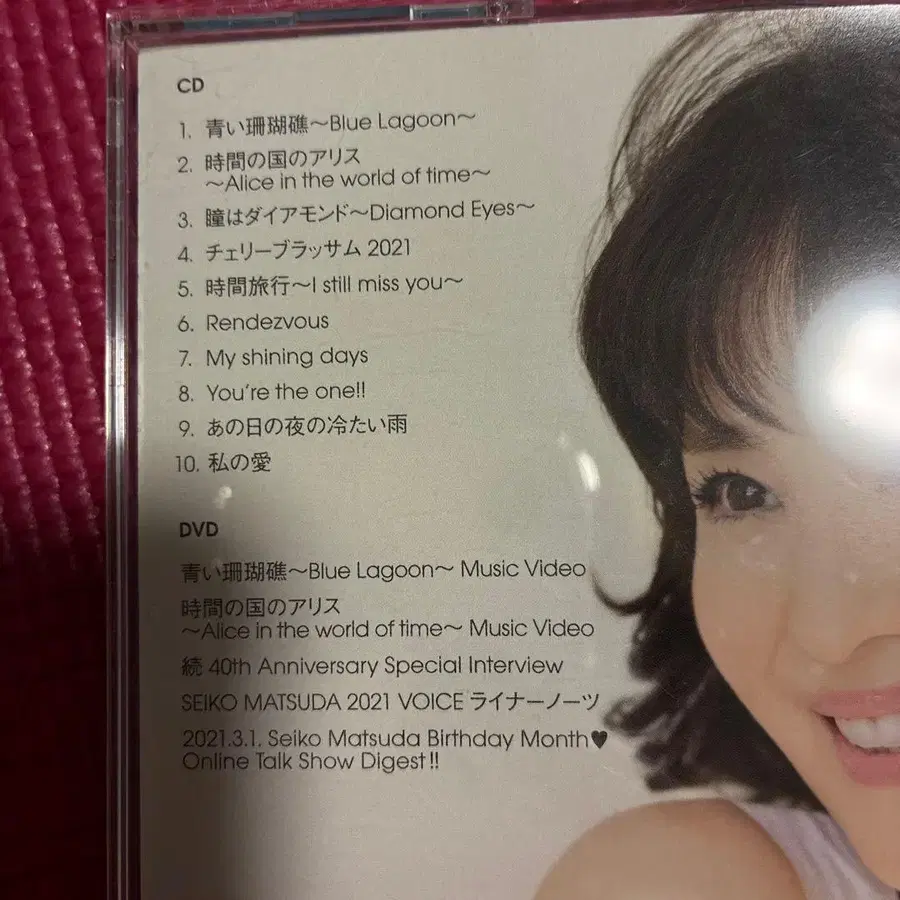 CD
1. 青い珊瑚礁〜Blue Lagoon〜
2. 時間の国のアリス
〜Alice in the world of time〜
3. 瞳はダイアモンド〜Diamond Eyes〜
4. チェリーブラッサム 2021
5. 時間旅行〜I still miss you〜
6. Rendezvous
7. My shining days
8. You're the one!!
9. あの日の夜の冷たい雨
10. 私の愛
DVD
青い珊瑚礁〜Blue Lagoon〜 Music Video
時間の国のアリス
〜Alice in the world of time〜 Music Video
続 40th Anniversary Special Interview
SEIKO MATSUDA 2021 VOICE ライナーノーツ
2021.3.1. Seiko Matsuda Birthday Month♥
Online Talk Show Digest!!